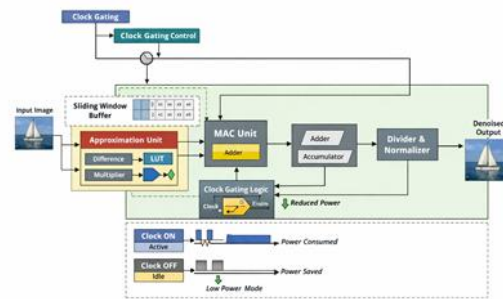 Clock Gating
Clock Gating Control
Sliding Window
Buffer
Input Image
Approximation Unit
Difference
LUT
Multiplier
MAC Unit
Adder
Adder
Accumulator
Divider &
Normalizer
Denoised
Output
Clock Gating Logic
Clock
Enable
Reduced Power
Clock ON
Active
Power Consumed
Clock OFF
Idle
Power Saved
Low Power Mode